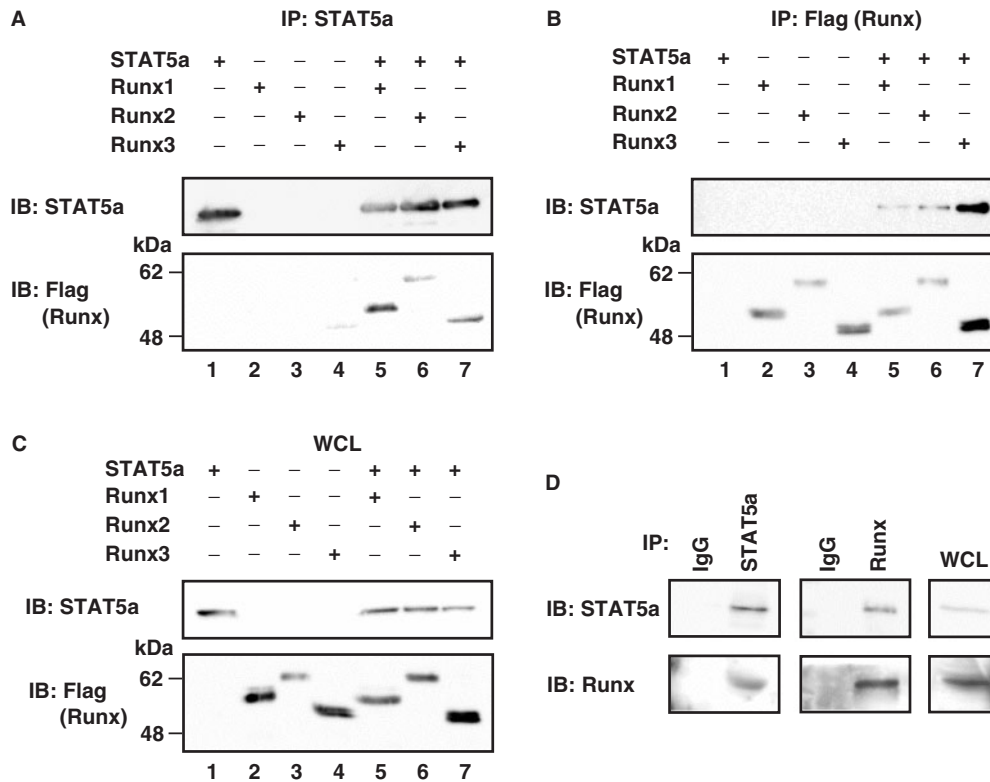 A
IP: STAT5a
STAT5a + – – – + + +
Runx1 – + – – + – –
Runx2 – – + – – + –
Runx3 – – – + – – +
IB: STAT5a
kDa
62
IB: Flag
(Runx)
48
1 2 3 4 5 6 7
B
IP: Flag (Runx)
STAT5a + – – – + + +
Runx1 – + – – + – –
Runx2 – – + – – + –
Runx3 – – – + – – +
IB: STAT5a
kDa
62
IB: Flag
(Runx)
48
1 2 3 4 5 6 7
C
WCL
STAT5a + – – – + + +
Runx1 – + – – + – –
Runx2 – – + – – + –
Runx3 – – – + – – +
IB: STAT5a
kDa
62
IB: Flag
(Runx)
48
1 2 3 4 5 6 7
D
IP: IgG STAT5a IgG Runx WCL
IB: STAT5a
IB: Runx